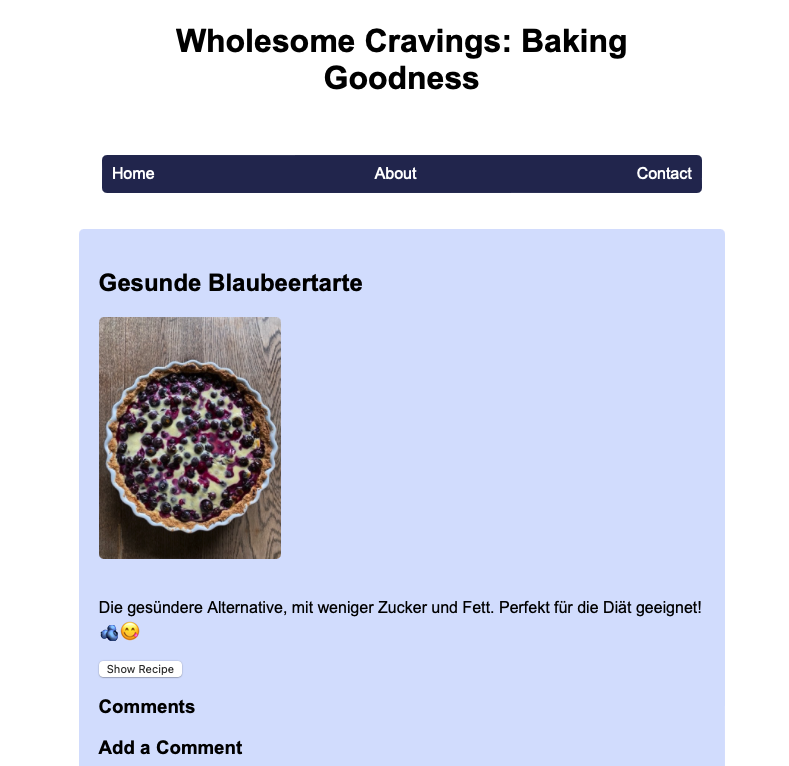 Wholesome Cravings: Baking
Goodness
Home About Contact
Gesunde Blaubeertarte
Die gesündere Alternative, mit weniger Zucker und Fett. Perfekt für die Diät geeignet!
🫐😋
Show Recipe
Comments
Add a Comment